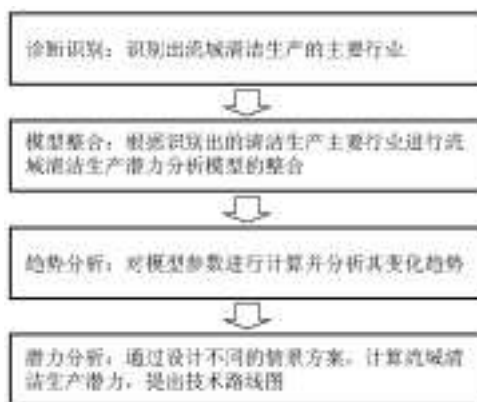 诊断识别：识别出流域清洁生产的主要行业
模型整合：根据识别出的清洁生产主要行业进行流
域清洁生产潜力分析模型的整合
趋势分析：对模型参数进行计算并分析其变化趋势
潜力分析：通过设计不同的情景方案，计算流域清
洁生产潜力，提出技术路线图